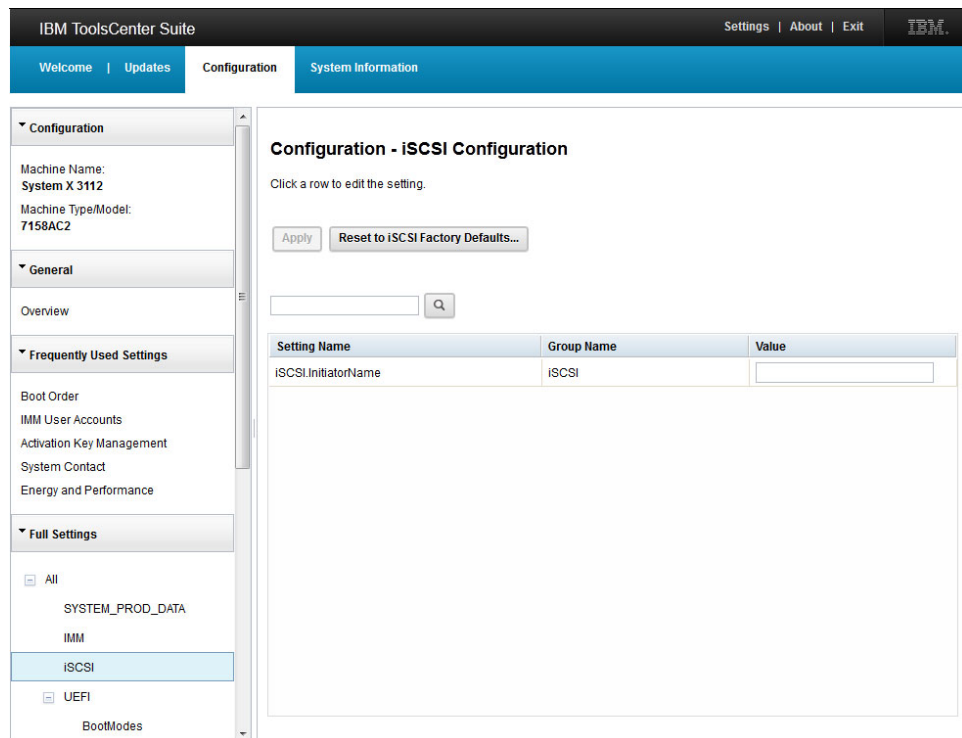 IBM ToolsCenter Suite
Settings | About | Exit
IBM.
Welcome | Updates
Configuration
System Information
Configuration
Machine Name:
System X 3112
Machine Type/Model:
7158AC2
General
Overview
Frequently Used Settings
Boot Order
IMM User Accounts
Activation Key Management
System Contact
Energy and Performance
Full Settings
All
SYSTEM_PROD_DATA
IMM
iSCSI
UEFI
BootModes
Configuration - iSCSI Configuration
Click a row to edit the setting.
Apply
Reset to iSCSI Factory Defaults...
Setting Name Group Name Value
iSCSI.InitiatorName iSCSI